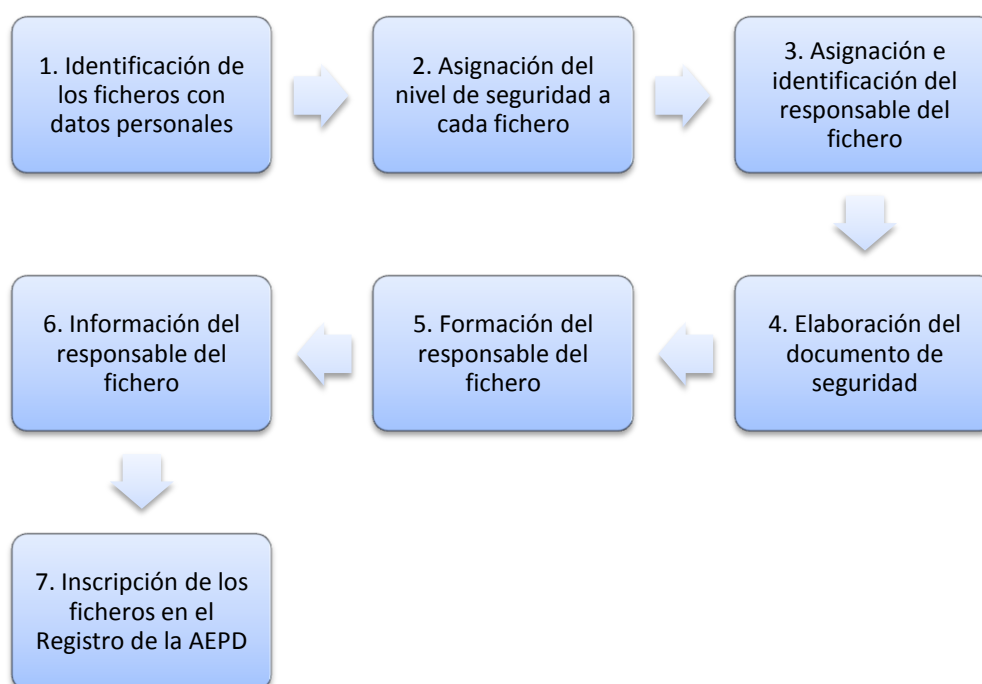 1. Identificación de
los ficheros con
datos personales
2. Asignación del
nivel de seguridad a
cada fichero
3. Asignación e
identificación del
responsable del
fichero
4. Elaboración del
documento de
seguridad
5. Formación del
responsable del
fichero
6. Información del
responsable del
fichero
7. Inscripción de los
ficheros en el
Registro de la AEPD